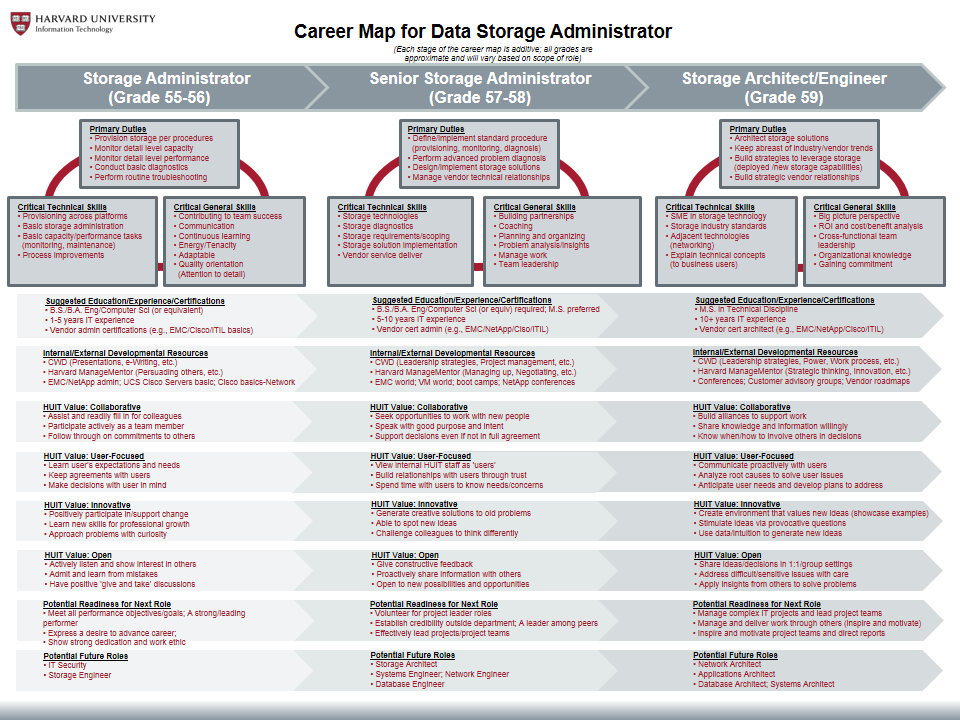 HARVARD UNIVERSITY
Information Technology
Career Map for Data Storage Administrator
(Each stage of the career map is additive; all grades are
approximate and will vary based on scope of role)
Storage Administrator
(Grade 55-56)
Senior Storage Administrator
(Grade 57-58)
Storage Architect/Engineer
(Grade 59)
Primary Duties
• Provision storage per procedures
• Monitor detail level capacity
• Monitor detail level performance
• Conduct basic diagnostics
• Perform routine troubleshooting
Critical Technical Skills
• Provisioning across platforms
• Basic storage administration
• Basic capacity/performance tasks
(monitoring, maintenance)
• Process improvements
Critical General Skills
• Contributing to team success
• Communication
• Continuous learning
• Energy/Tenacity
• Adaptable
• Quality orientation
(Attention to detail)
Primary Duties
• Define/implement standard procedure
(provisioning, monitoring, diagnosis)
• Perform advanced problem diagnosis
• Design/implement storage solutions
• Manage vendor technical relationships
Critical Technical Skills
• Storage technologies
• Storage diagnostics
• Storage requirements/scoping
• Storage solution implementation
• Vendor service deliver
Critical General Skills
• Building partnerships
• Coaching
• Planning and organizing
• Problem analysis/insights
• Manage work
• Team leadership
Primary Duties
• Architect storage solutions
• Keep abreast of industry/vendor trends
• Build strategies to leverage storage
(deployed /new storage capabilities)
• Build strategic vendor relationships
Critical Technical Skills
• SME in storage technology
• Storage industry standards
• Adjacent technologies
(networking)
• Explain technical concepts
(to business users)
Critical General Skills
• Big picture perspective
• ROI and cost/benefit analysis
• Cross-functional team
leadership
• Organizational knowledge
• Gaining commitment
Suggested Education/Experience/Certifications
• B.S./B.A. Eng/Computer Sci (or equivalent)
• 1-5 years IT experience
• Vendor admin certifications (e.g., EMC/Cisco/ITIL basics)
Suggested Education/Experience/Certifications
• B.S./B.A. Eng/Computer Sci (or equiv) required; M.S. preferred
• 5-10 years IT experience
• Vendor cert admin (e.g., EMC/NetApp/Ciso/ITIL)
Suggested Education/Experience/Certifications
• M.S. in Technical Discipline
• 10+ years IT experience
• Vendor cert architect (e.g., EMC/NetApp/Cisco/ITIL)
Internal/External Developmental Resources
• CWD (Presentations, e-Writing, etc.)
• Harvard ManageMentor (Persuading others, etc.)
• EMC/NetApp admin; UCS Cisco Servers basic; Cisco basics-Network
Internal/External Developmental Resources
• CWD (Leadership strategies, Project management, etc.)
• Harvard ManageMentor (Managing up, Negotiating, etc.)
• EMC world; VM world; boot camps; NetApp conferences
Internal/External Developmental Resources
• CWD (Leadership strategies, Power, Work process, etc.)
• Harvard ManageMentor (Strategic thinking, Innovation, etc.)
• Conferences; Customer advisory groups; Vendor roadmaps
HUIT Value: Collaborative
• Assist and readily fill in for colleagues
• Participate actively as a team member
• Follow through on commitments to others
HUIT Value: Collaborative
• Seek opportunities to work with new people
• Speak with good purpose and intent
• Support decisions even if not in full agreement
HUIT Value: Collaborative
• Build alliances to support work
• Share knowledge and information willingly
• Know when/how to involve others in decisions
HUIT Value: User-Focused
• Learn user's expectations and needs
• Keep agreements with users
• Make decisions with user in mind
HUIT Value: User-Focused
• View internal HUIT staff as 'users'
• Build relationships with users through trust
• Spend time with users to know needs/concerns
HUIT Value: User-Focused
• Communicate proactively with users
• Analyze root causes to solve user issues
• Anticipate user needs and develop plans to address
HUIT Value: Innovative
• Positively participate in/support change
• Learn new skills for professional growth
• Approach problems with curiosity
HUIT Value: Innovative
• Generate creative solutions to old problems
• Able to spot new ideas
• Challenge colleagues to think differently
HUIT Value: Innovative
• Create environment that values new ideas (showcase examples)
• Stimulate ideas via provocative questions
• Use data/intuition to generate new ideas
HUIT Value: Open
• Actively listen and show interest in others
• Admit and learn from mistakes
• Have positive 'give and take' discussions
HUIT Value: Open
• Give constructive feedback
• Proactively share information with others
• Open to new possibilities and opportunities
HUIT Value: Open
• Share ideas/decisions in 1:1/group settings
• Address difficult/sensitive issues with care
• Apply insights from others to solve problems
Potential Readiness for Next Role
• Meet all performance objectives/goals; A strong/leading
performer
• Express a desire to advance career;
• Show strong dedication and work ethic
Potential Readiness for Next Role
• Volunteer for project leader roles
• Establish credibility outside department; A leader among peers
• Effectively lead projects/project teams
Potential Readiness for Next Role
• Manage complex IT projects and lead project teams
• Manage and deliver work through others (inspire and motivate)
• Inspire and motivate project teams and direct reports
Potential Future Roles
• IT Security
• Storage Engineer
Potential Future Roles
• Storage Architect
• Systems Engineer; Network Engineer
• Database Engineer
Potential Future Roles
• Network Architect
• Applications Architect
• Database Architect; Systems Architect